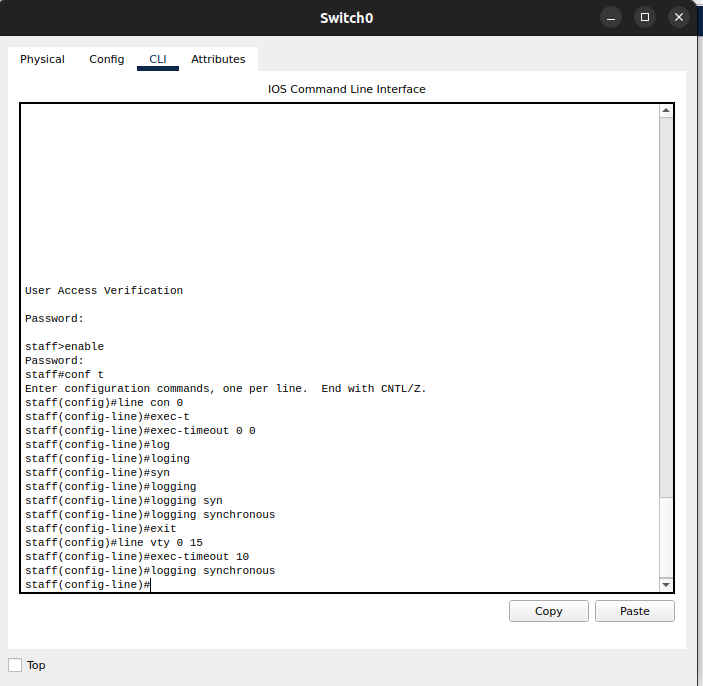 Switch0
Physical Config CLI Attributes
IOS Command Line Interface
User Access Verification
Password:
staff>enable
Password:
staff#conf t
Enter configuration commands, one per line.  End with CNTL/Z.
staff(config)#line con 0
staff(config-line)#exec-t
staff(config-line)#exec-timeout 0 0
staff(config-line)#log
staff(config-line)#loging
staff(config-line)#syn
staff(config-line)#logging
staff(config-line)#logging syn
staff(config-line)#logging synchronous
staff(config-line)#exit
staff(config)#line vty 0 15
staff(config-line)#exec-timeout 10
staff(config-line)#logging synchronous
staff(config-line)#
Copy Paste
Top